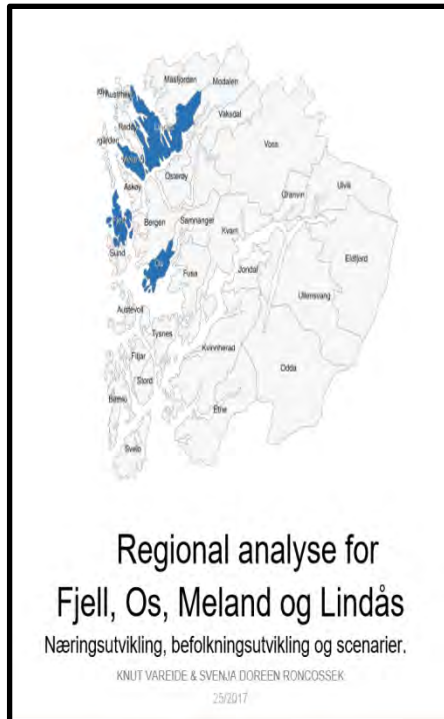 Masfjorden
Modalen
Vaksdal
Voss
Granvin
Ulvik
Osterøy
Askøy
Bergen
Samnanger
Kvam
Eidfjord
Sund
Os
Fusa
Jondal
Ullensvang
Austevoll
Tysnes
Kvinnherad
Fitjar
Odda
Stord
Bømlo
Etne
Sveio
Regional analyse for
Fjell, Os, Meland og Lindås
Næringsutvikling, befolkningsutvikling og scenarier.
KNUT VAREIDE & SVENJA DOREEN RONCOSSEK
25/2017